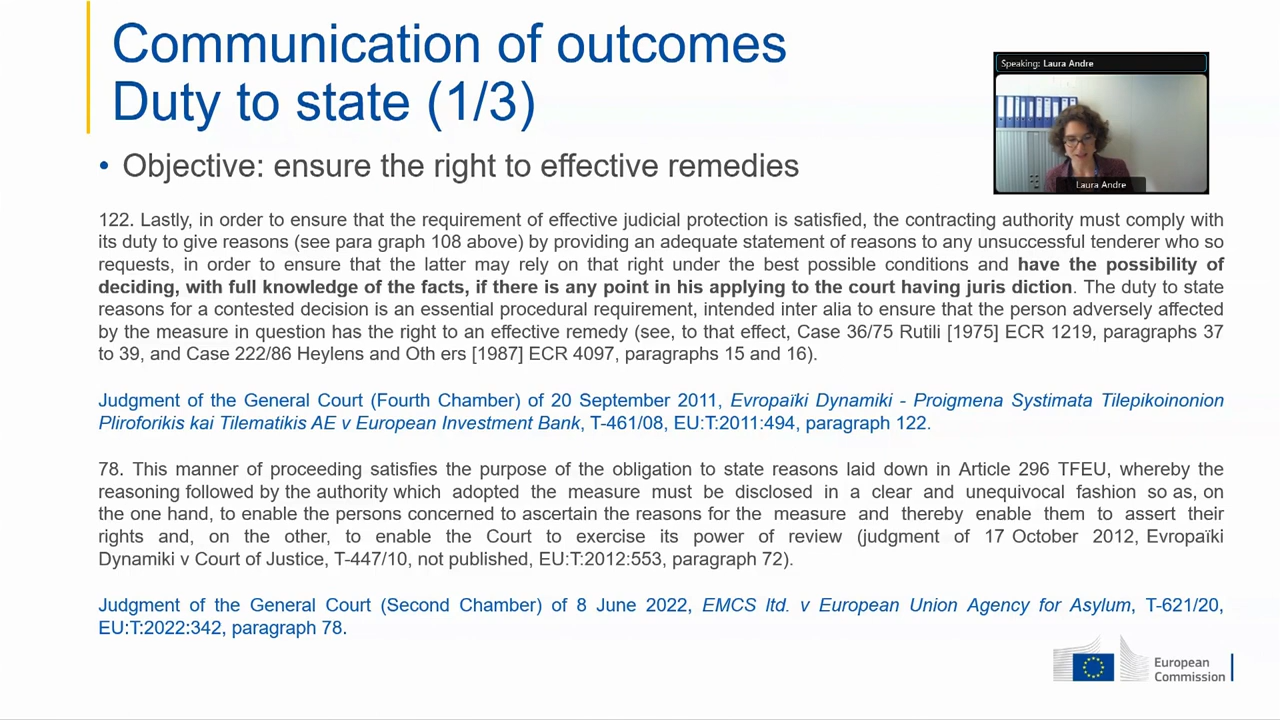 Communication of outcomes
Duty to state (1/3)
Speaking: Laura Andre
Laura Andre
• Objective: ensure the right to effective remedies
122. Lastly, in order to ensure that the requirement of effective judicial protection is satisfied, the contracting authority must comply with
its duty to give reasons (see para graph 108 above) by providing an adequate statement of reasons to any unsuccessful tenderer who so
requests, in order to ensure that the latter may rely on that right under the best possible conditions and have the possibility of
deciding, with full knowledge of the facts, if there is any point in his applying to the court having juris diction. The duty to state
reasons for a contested decision is an essential procedural requirement, intended inter alia to ensure that the person adversely affected
by the measure in question has the right to an effective remedy (see, to that effect, Case 36/75 Rutili [1975] ECR 1219, paragraphs 37
to 39, and Case 222/86 Heylens and Oth ers [1987] ECR 4097, paragraphs 15 and 16).
Judgment of the General Court (Fourth Chamber) of 20 September 2011, Evropaïki Dynamiki - Proigmena Systimata Tilepikoinonion
Pliroforikis kai Tilematikis AE v European Investment Bank, T-461/08, EU:T:2011:494, paragraph 122.
78. This manner of proceeding satisfies the purpose of the obligation to state reasons laid down in Article 296 TFEU, whereby the
reasoning followed by the authority which adopted the measure must be disclosed in a clear and unequivocal fashion so as, on
the one hand, to enable the persons concerned to ascertain the reasons for the measure and thereby enable them to assert their
rights and, on the other, to enable the Court to exercise its power of review (judgment of 17 October 2012, Evropaïki
Dynamiki v Court of Justice, T-447/10, not published, EU:T:2012:553, paragraph 72).
Judgment of the General Court (Second Chamber) of 8 June 2022, EMCS ltd. v European Union Agency for Asylum, T-621/20,
EU:T:2022:342, paragraph 78.
European
Commission